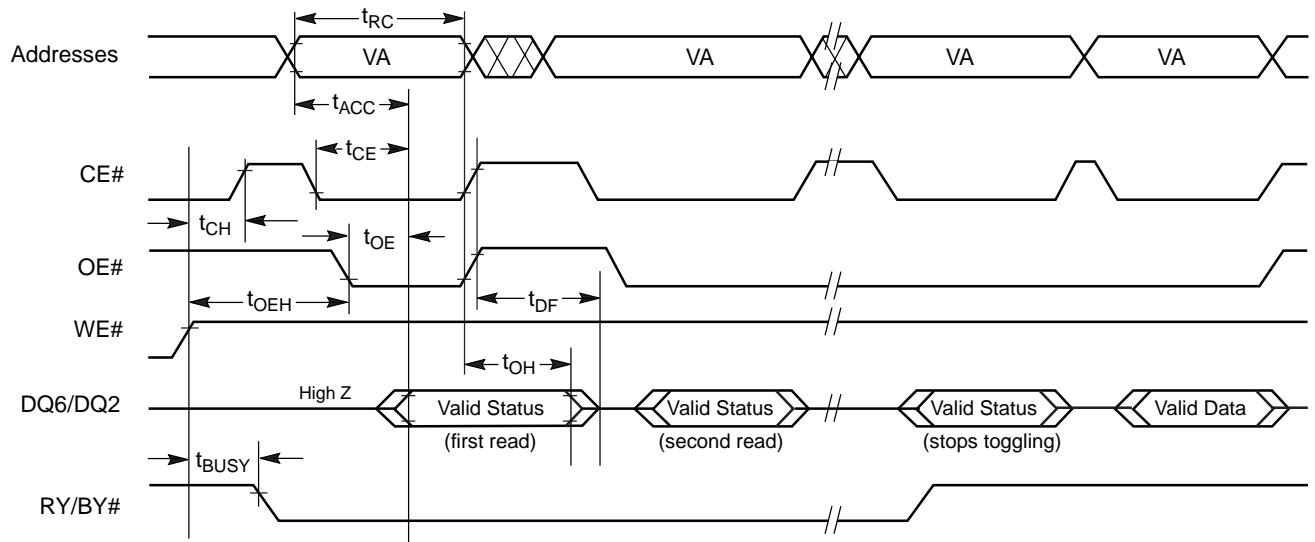 tRC
Addresses VA VA VA VA
tACC
tCE
CE#
tCH tOE
OE#
tOEH tDF
WE#
tOH
DQ6/DQ2 High Z Valid Status Valid Status Valid Status Valid Data
(first read) (second read) (stops toggling)
tBUSY
RY/BY#